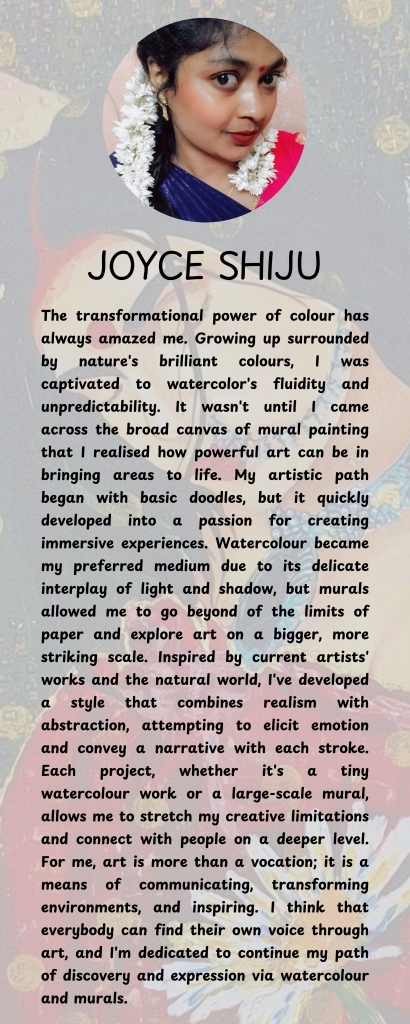 JOYCE SHIJU
The transformational power of colour has
always amazed me. Growing up surrounded
by nature's brilliant colours, I was
captivated to watercolor's fluidity and
unpredictability. It wasn't until I came
across the broad canvas of mural painting
that I realised how powerful art can be in
bringing areas to life. My artistic path
began with basic doodles, but it quickly
developed into a passion for creating
immersive experiences. Watercolour became
my preferred medium due to its delicate
interplay of light and shadow, but murals
allowed me to go beyond of the limits of
paper and explore art on a bigger, more
striking scale. Inspired by current artists'
works and the natural world, I've developed
a style that combines realism with
abstraction, attempting to elicit emotion
and convey a narrative with each stroke.
Each project, whether it's a tiny
watercolour work or a large-scale mural,
allows me to stretch my creative limitations
and connect with people on a deeper level.
For me, art is more than a vocation; it is a
means of communicating, transforming
environments, and inspiring. I think that
everybody can find their own voice through
art, and I'm dedicated to continue my path
of discovery and expression via watercolour
and murals.